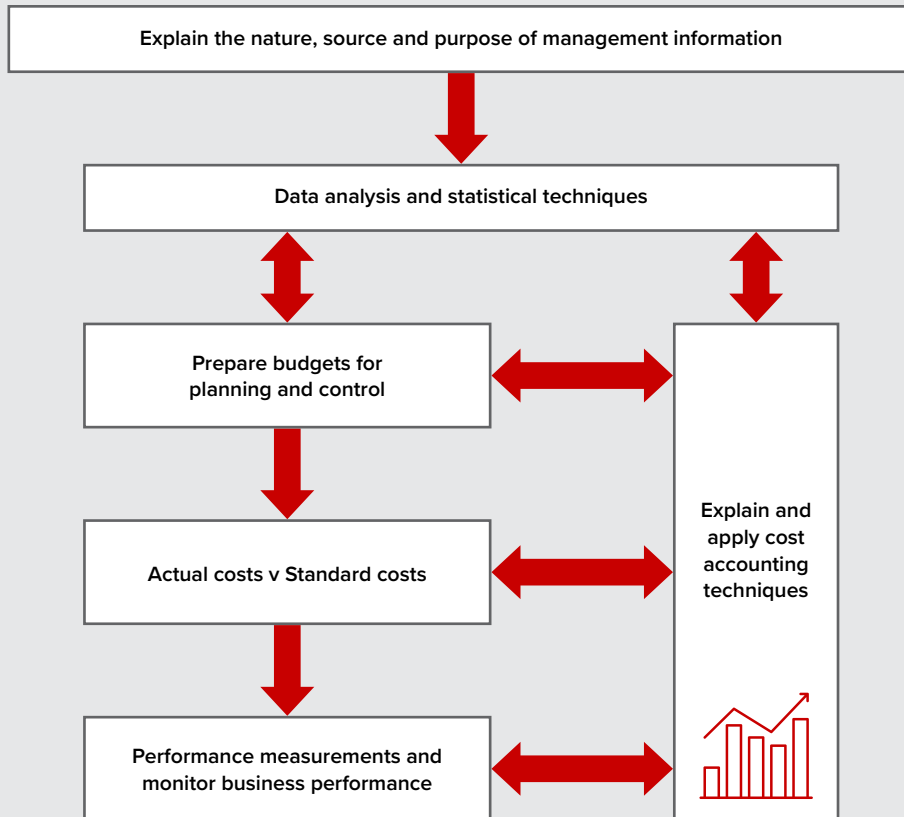 Explain the nature, source and purpose of management information
Data analysis and statistical techniques
Prepare budgets for
planning and control
Explain and
apply cost
accounting
techniques
Actual costs v Standard costs
Performance measurements and
monitor business performance